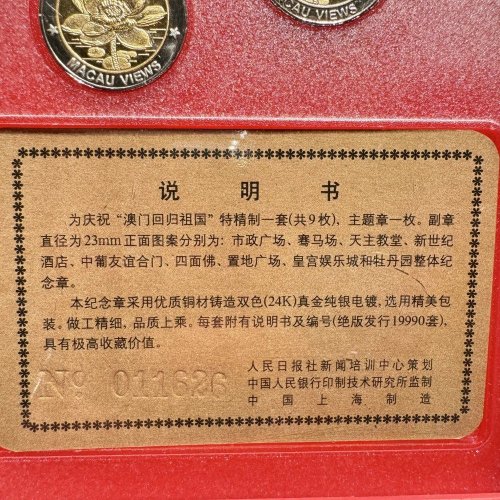 MACAU VIEWS
MACAU VIEWS
说明书
为庆祝“澳门回归祖国”特精制一套(共9枚)、主题章一枚。副章
直径为23mm正面图案分别为: 市政广场、赛马场、天主教堂、新世纪
酒店、中葡友谊合门、四面佛、置地广场、皇宫娱乐城和牡丹园整体纪
念章。
本纪念章采用优质铜材铸造双色(24K)真金纯银电镀,选用精美包
装。做工精细,品质上乘。每套附有说明书及编号(绝版发行19990套),
具有极高收藏价值。
人民日报社新闻培训中心策划
中国人民银行印制技术研究所监制
中国上海制造
No 011626